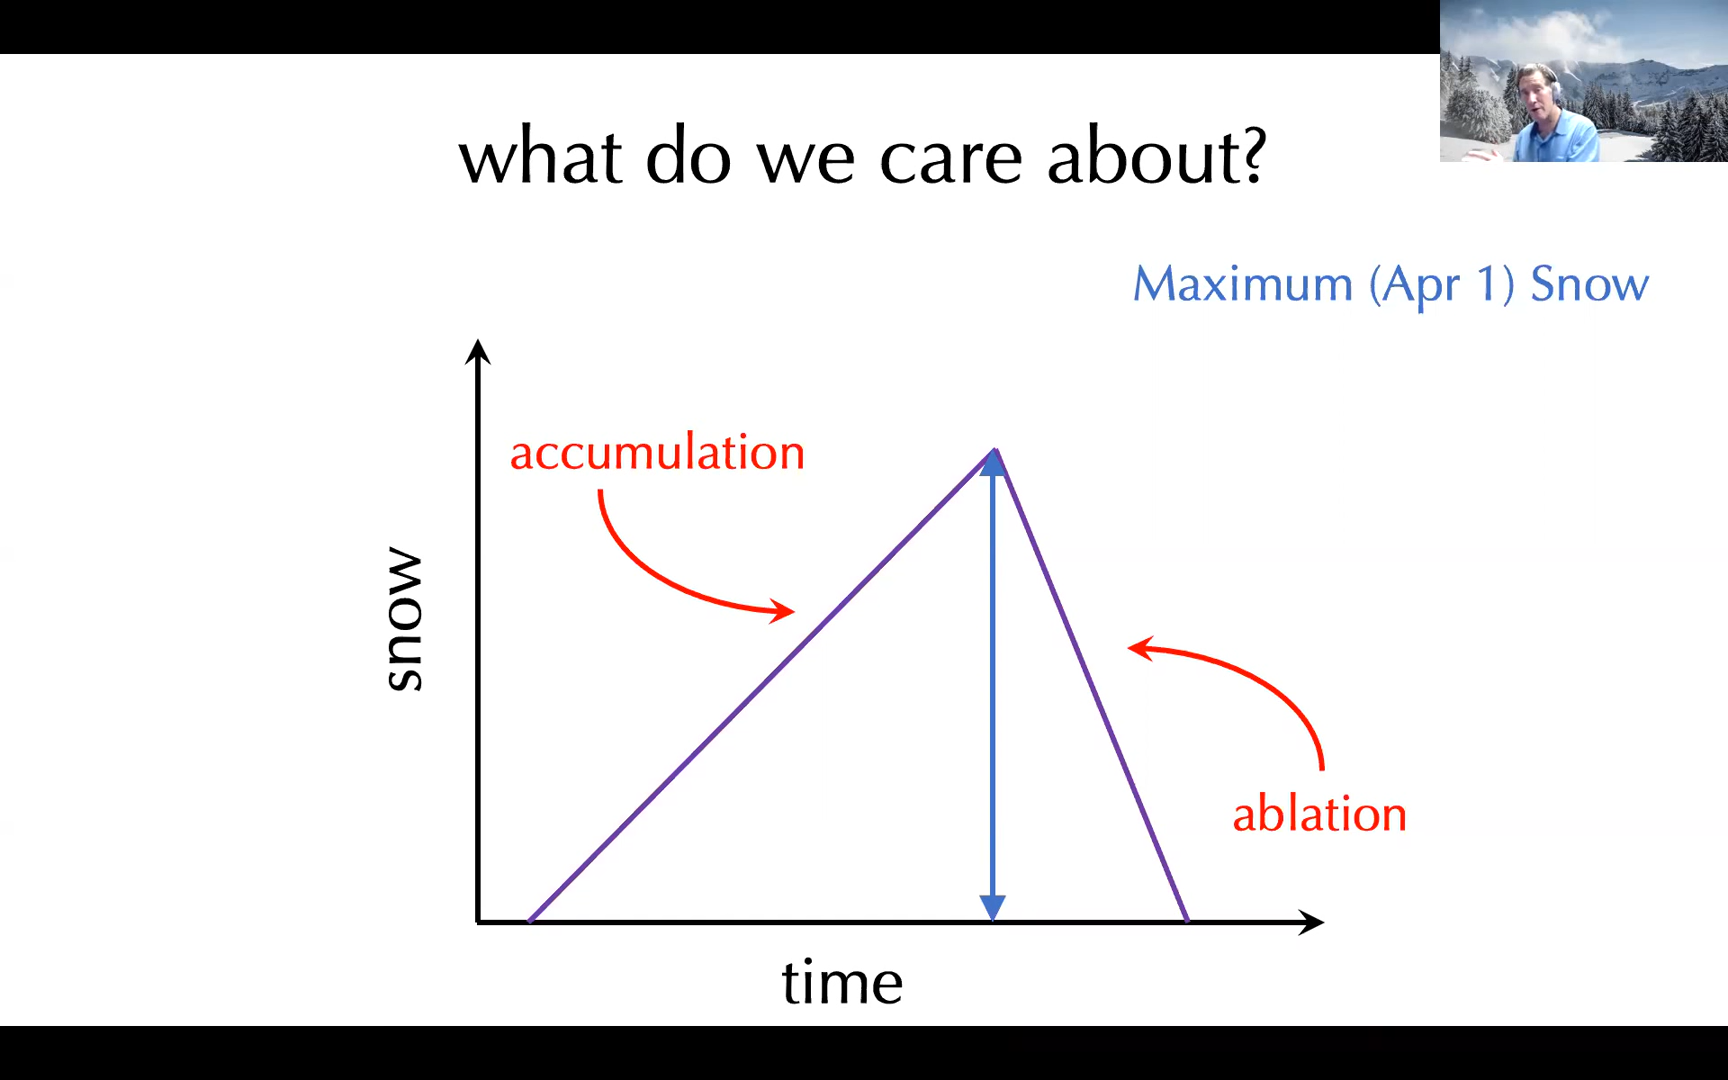 what do we care about?
Maximum (Apr 1) Snow
accumulation
snow
ablation
time